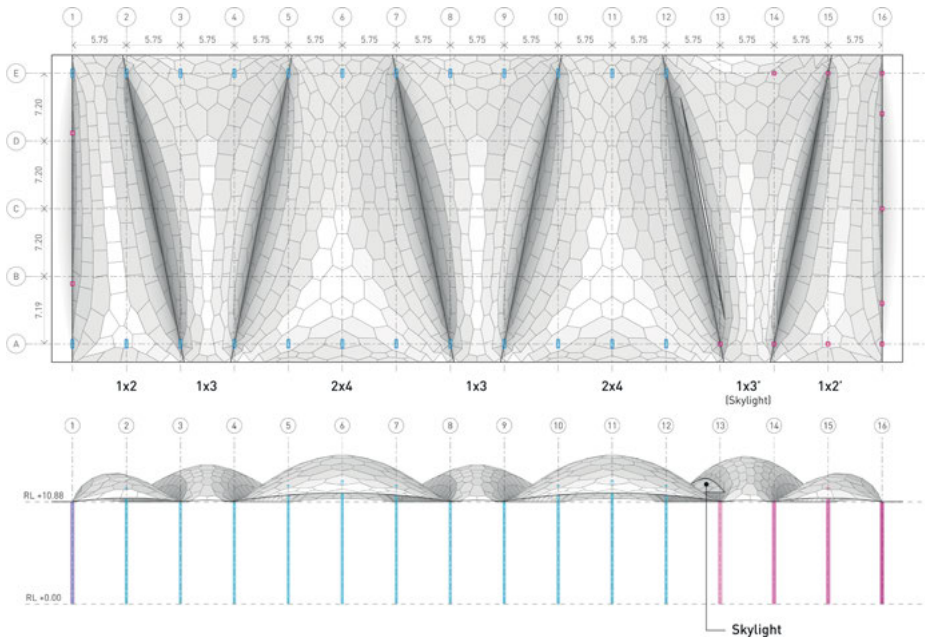 1 2 3 4 5 6 7 8 9 10 11 12 13 14 15 16
5.75 5.75 5.75 5.75 5.75 5.75 5.75 5.75 5.75 5.75 5.75 5.75 5.75 5.75 5.75
E
7.20
D
7.20
C
7.20
B
7.19
A
1x2 1x3 2x4 1x3 2x4 1x3' 1x2'
(Skylight)
1 2 3 4 5 6 7 8 9 10 11 12 13 14 15 16
RL +10.88
RL +0.00
Skylight